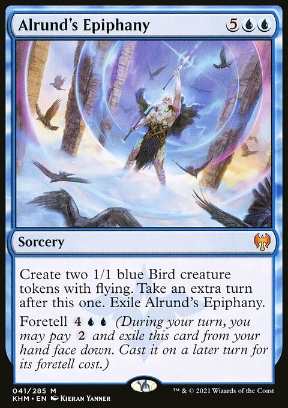 Alrund's Epiphany 5
Sorcery
Create two 1/1 blue Bird creature
tokens with flying. Take an extra turn
after this one. Exile Alrund's Epiphany.
Foretell 4 (During your turn, you
may pay 2 and exile this card from your
hand face down. Cast it on a later turn for
its foretell cost.)
041/285 M
KHM • EN KIERAN YANNER
™ & © 2021 Wizards of the Coast